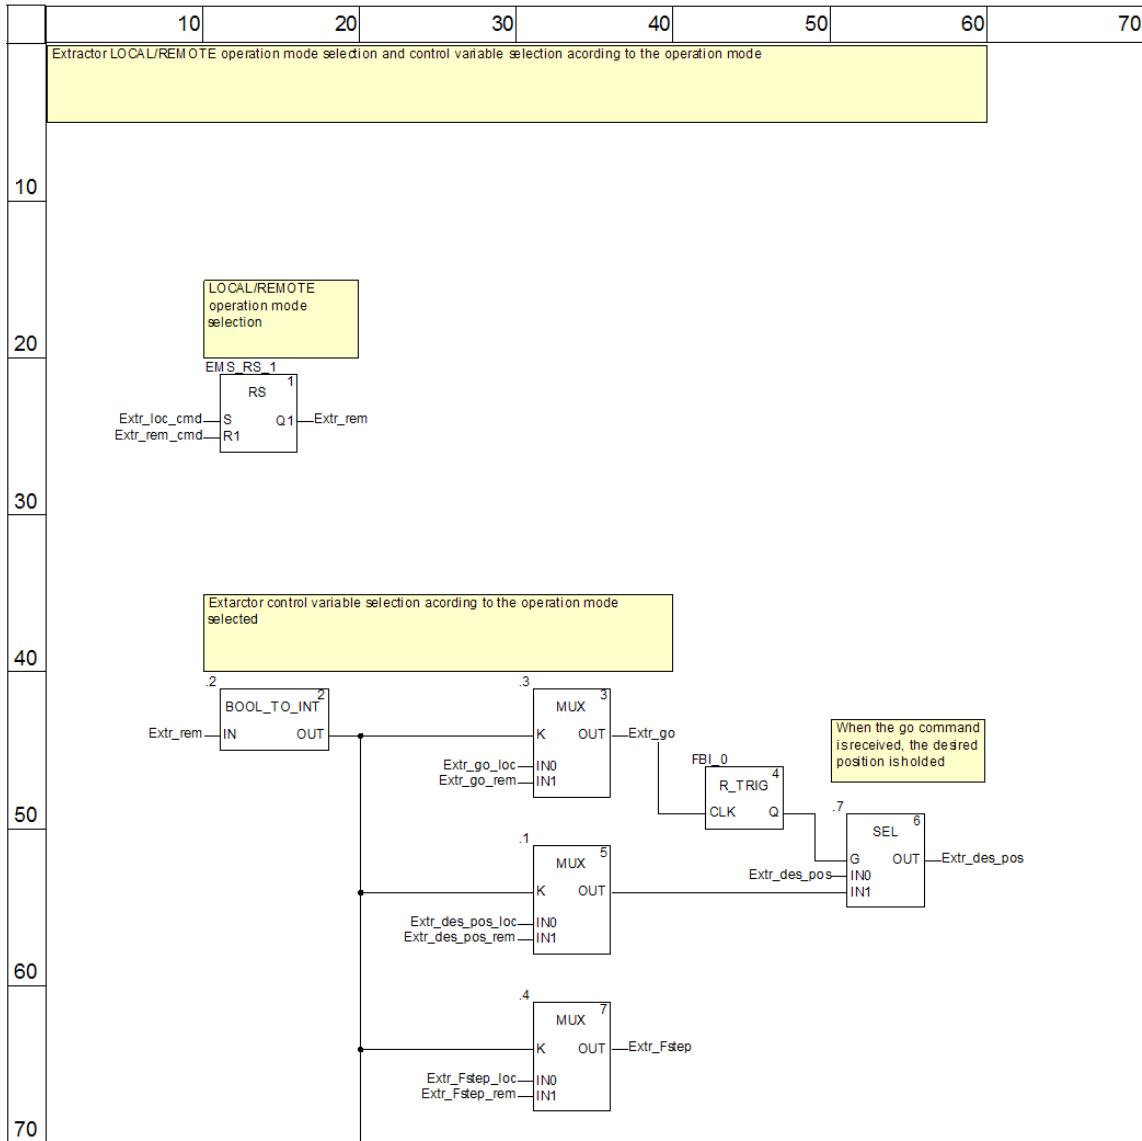 10 20 30 40 50 60 70
Extractor LOCAL/REMOTE operation mode selection and control variable selection acording to the operation mode
10
LOCAL/REMOTE
operation mode
selection
20
EMS_RS_1
1
RS
Extr_loc_cmd S Q1 Extr_rem
Extr_rem_cmd R1
30
Extarctor control variable selection acording to the operation mode
selected
40
.2 2 .3 3
BOOL_TO_INT MUX
Extr_rem IN OUT K OUT Extr_go
When the go command
is received, the desired
position is holded
Extr_go_loc IN0
Extr_go_rem IN1
FBI_0 4
R_TRIG
CLK Q
50
.7 6
SEL
G OUT Extr_des_pos
Extr_des_pos IN0
IN1
.1 5
MUX
K OUT
Extr_des_pos_loc IN0
Extr_des_pos_rem IN1
60
.4 7
MUX
K OUT Extr_Fstep
Extr_Fstep_loc IN0
Extr_Fstep_rem IN1
70